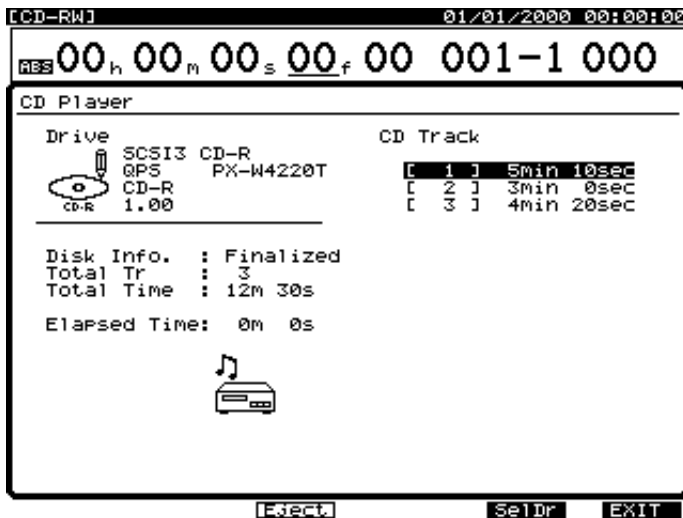 [CD-RW] 01/01/2000 00:00:00
ABS 00h 00m 00s 00f 00 001-1 000
CD Player
Drive
SCSI3 CD-R
QPS PX-W4220T
CD-R
1.00
CD-R
Disk Info. : Finalized
Total Tr : 3
Total Time : 12m 30s
Elapsed Time: 0m 0s
CD Track
[ 1 ] 5min 10sec
[ 2 ] 3min 0sec
[ 3 ] 4min 20sec
Eject SelDr EXIT